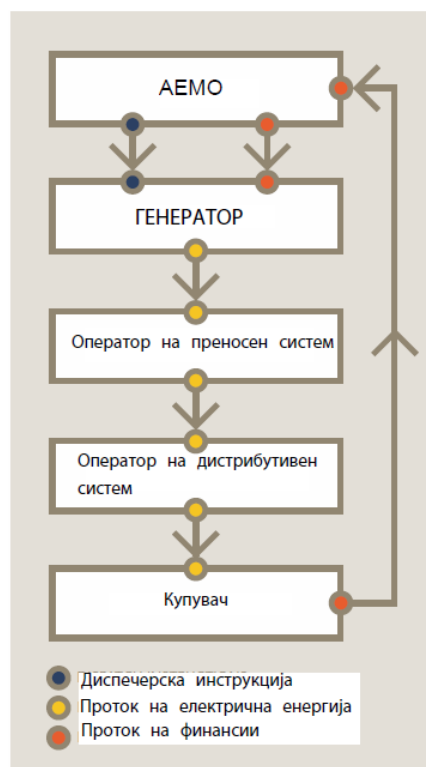 АЕМО
ГЕНЕРАТОР
Оператор на преносен систем
Оператор на дистрибутивен
систем
Купувач
Диспечерска инструкција
Проток на електрична енергија
Проток на финансии